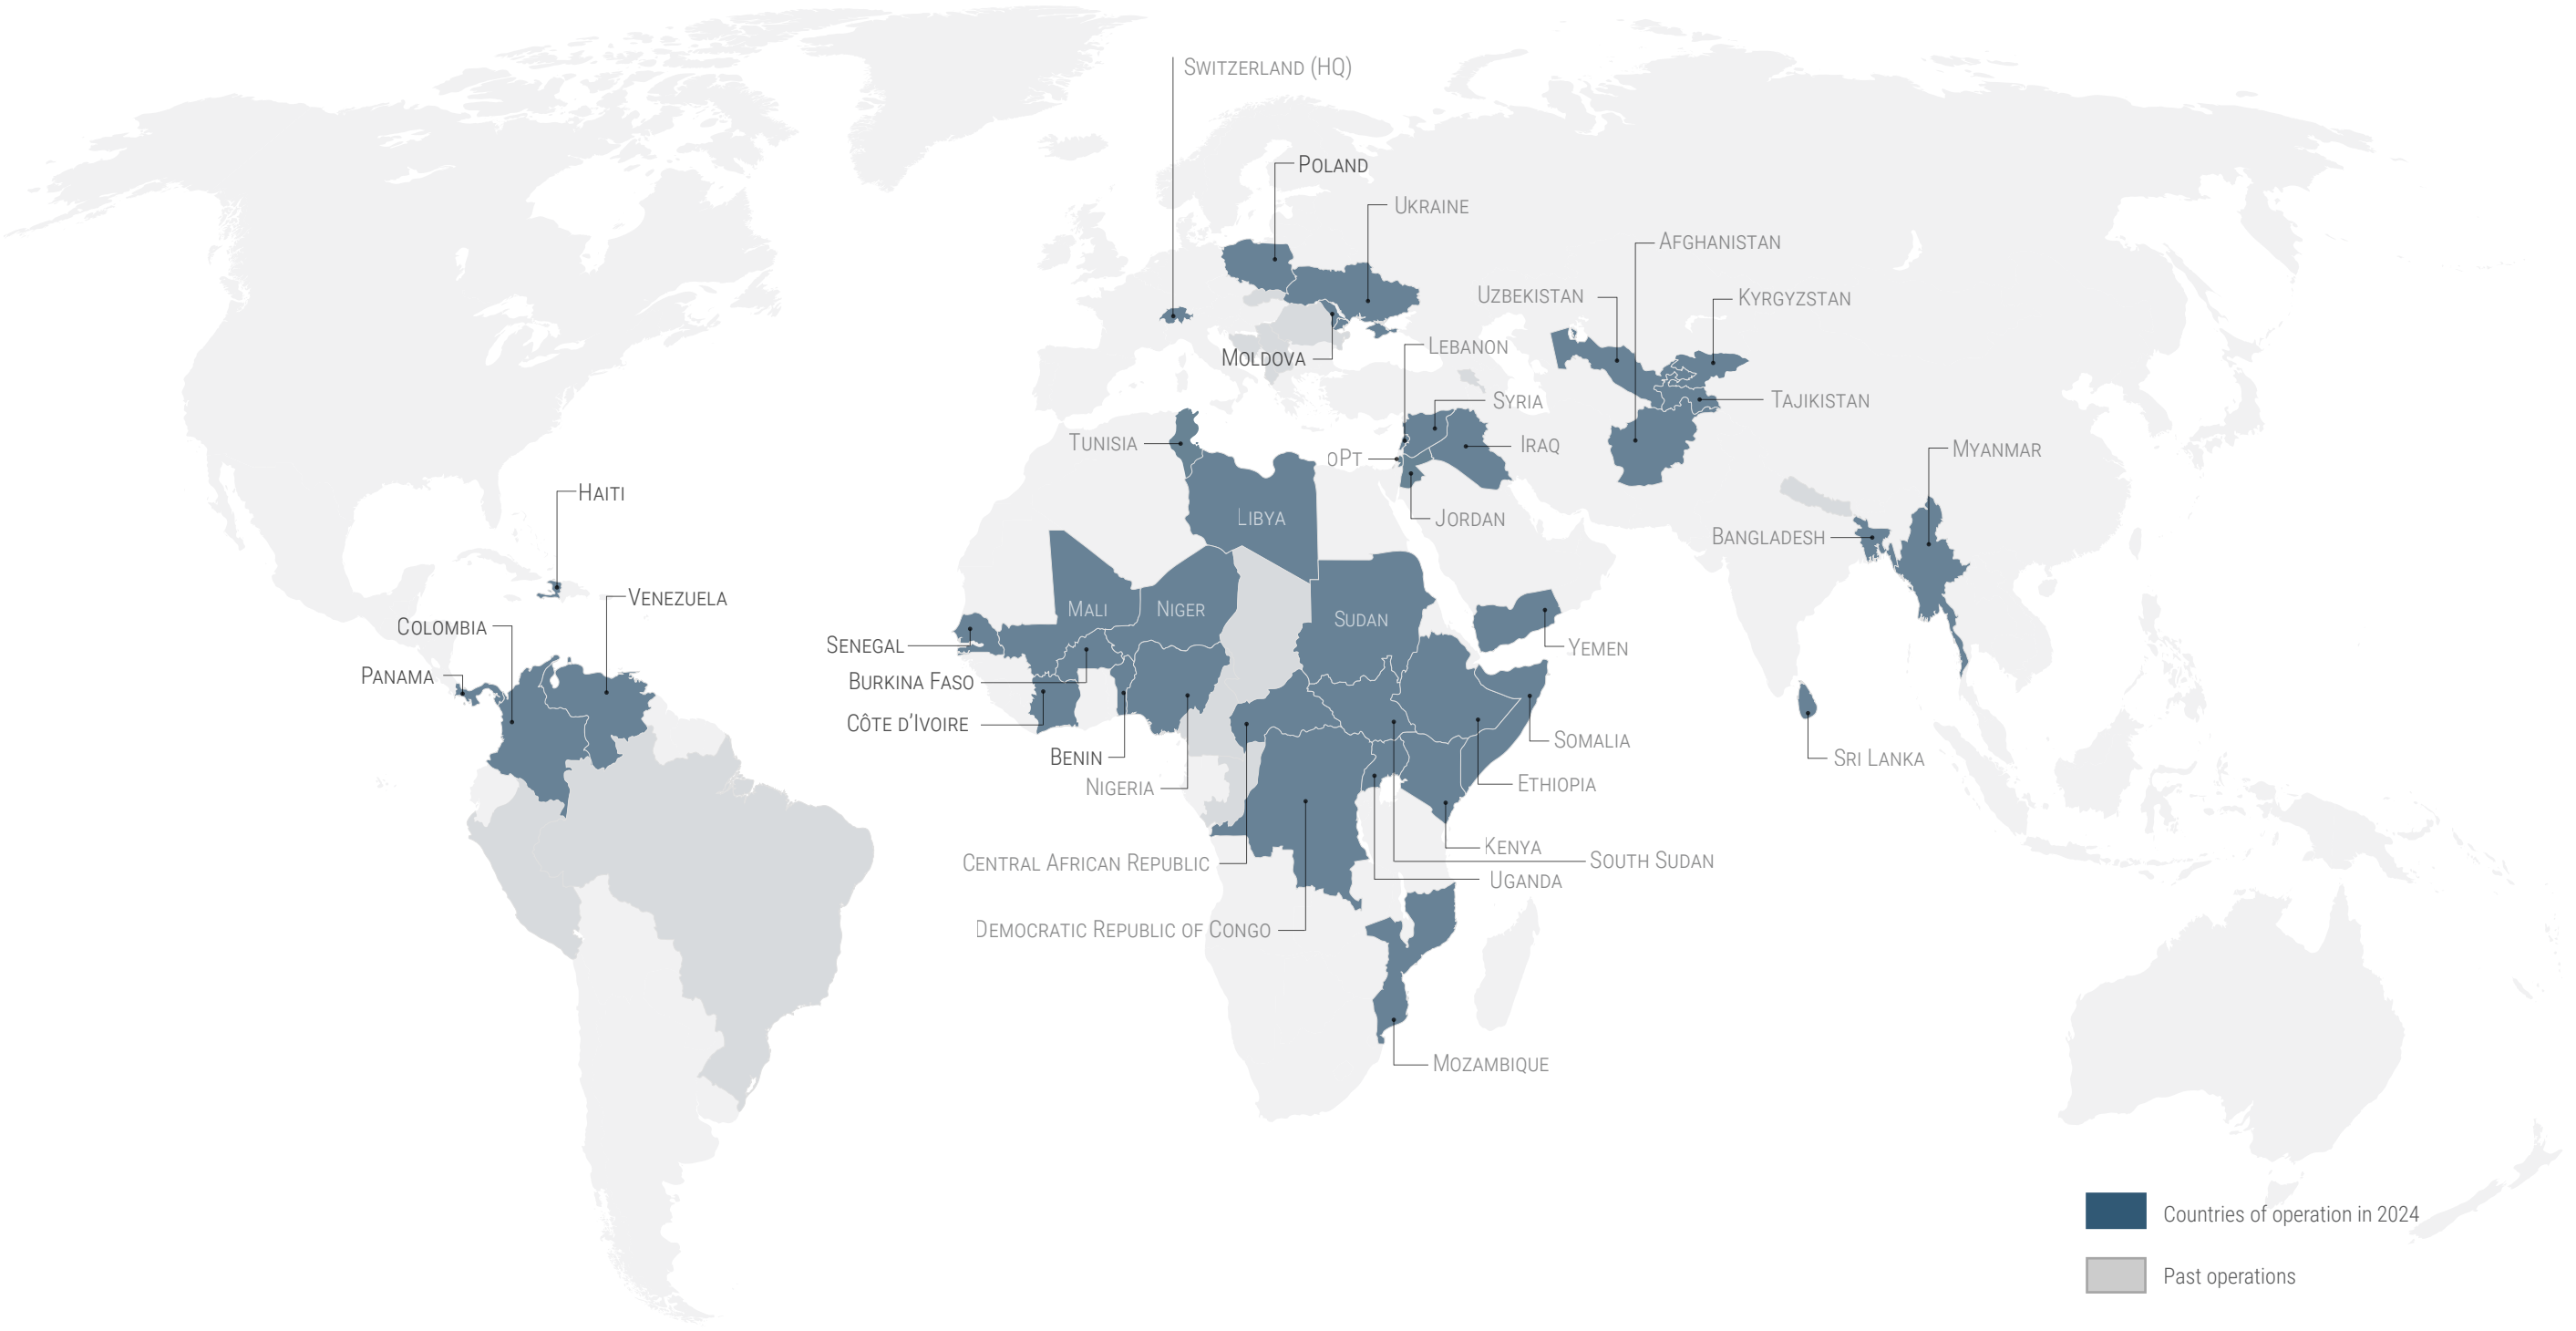 Switzerland (HQ)
Poland
Ukraine
Afghanistan
Uzbekistan
Kyrgyzstan
Lebanon
Moldova
Syria
Tajikistan
Tunisia
oPt
Iraq
Myanmar
Haiti
Libya
Jordan
Bangladesh
Venezuela
Mali
Niger
Sudan
Colombia
Senegal
Yemen
Panama
Burkina Faso
Côte d'Ivoire
Somalia
Benin
Sri Lanka
Nigeria
Ethiopia
Kenya
Central African Republic
South Sudan
Uganda
Democratic Republic of Congo
Mozambique
Countries of operation in 2024
Past operations